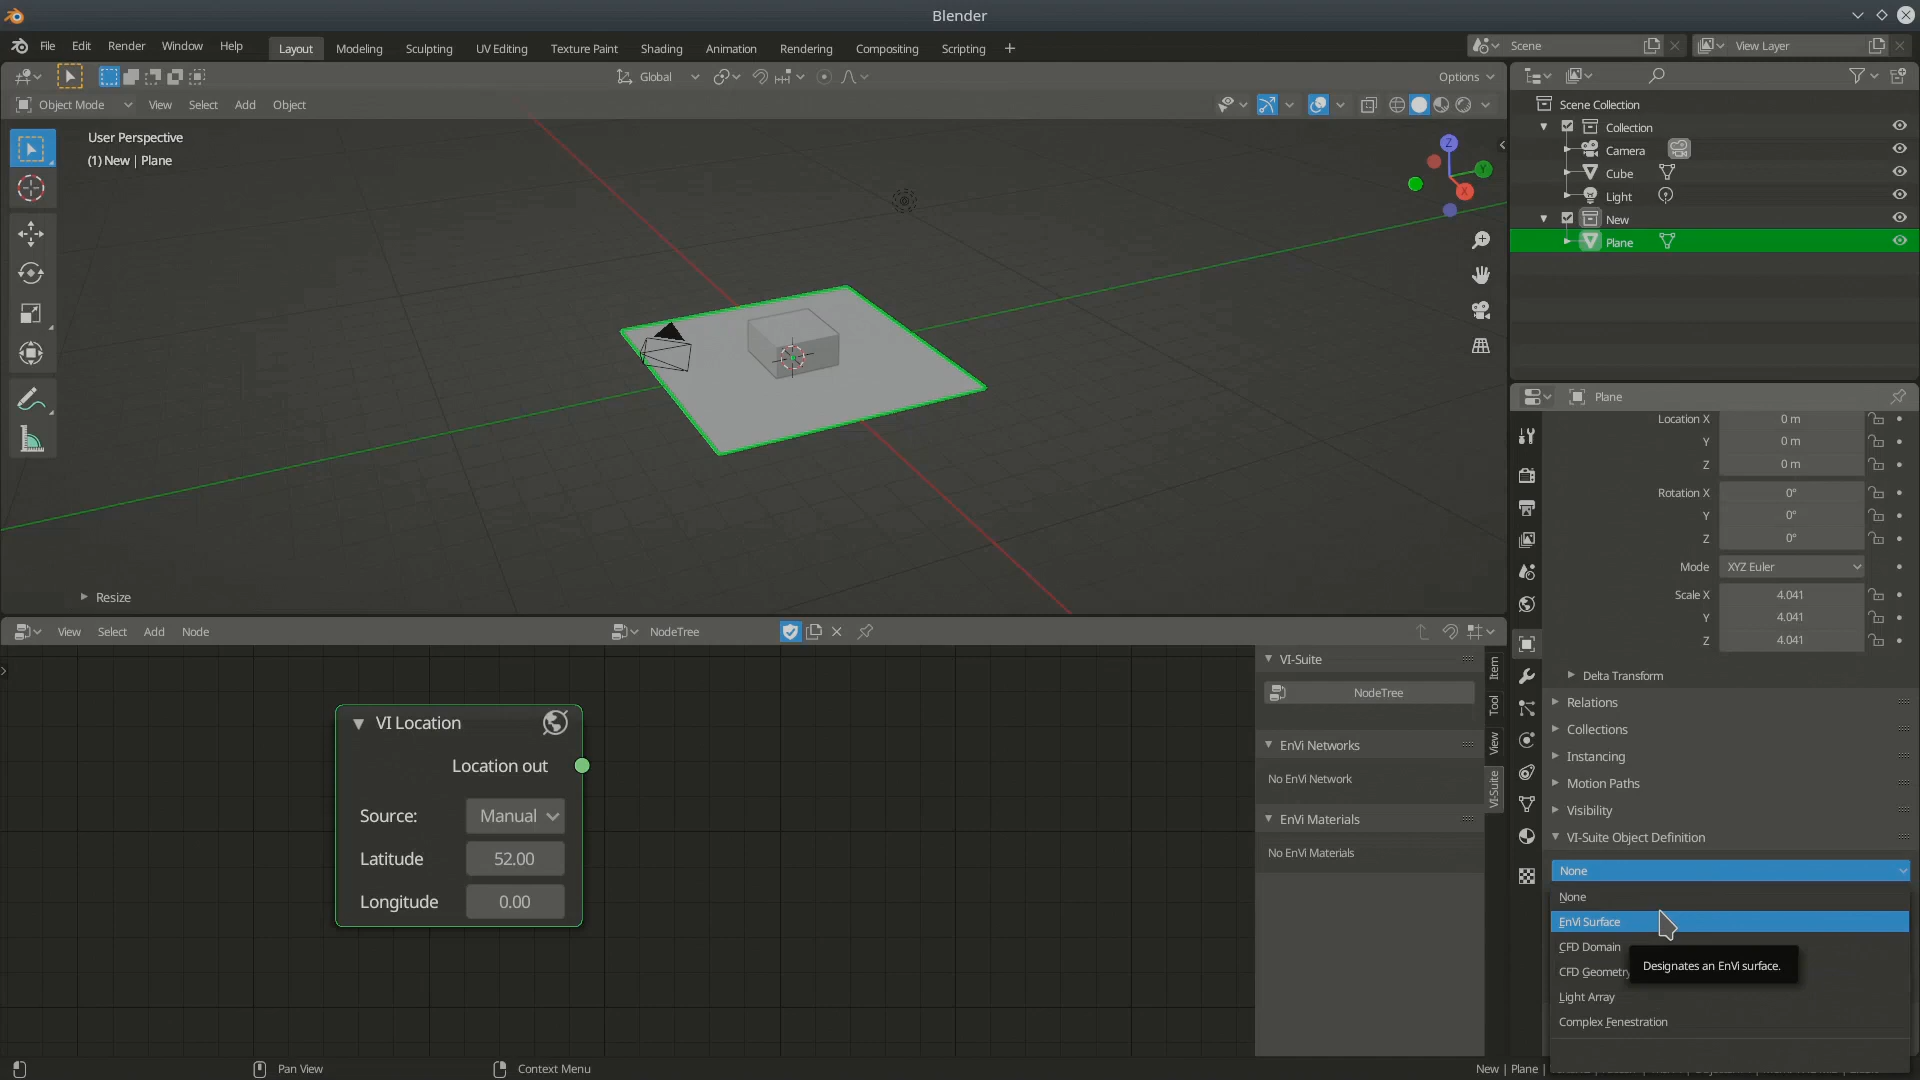 Blender
File Edit Render Window Help Layout Modeling Sculpting UV Editing Texture Paint Shading Animation Rendering Compositing Scripting + Scene View Layer
Global Options
Object Mode View Select Add Object
User Perspective
(1) New | Plane
Z
Y
X
Resize
Scene Collection
Collection
Camera
Cube
Light
New
Plane
Plane
Location X 0 m
Y 0 m
Z 0 m
Rotation X 0°
Y 0°
Z 0°
Mode XYZ Euler
Scale X 4.041
Y 4.041
Z 4.041
Delta Transform
Relations
Collections
Instancing
Motion Paths
Visibility
VI-Suite Object Definition
None
None
EnVi Surface
CFD Domain
CFD Geometry
Light Array
Complex Fenestration
Designates an EnVi surface.
View Select Add Node NodeTree
VI Location
Location out
Source: Manual
Latitude 52.00
Longitude 0.00
VI-Suite
NodeTree
EnVi Networks
No EnVi Network
EnVi Materials
No EnVi Materials
Item
Tool
View
VI-Suite
Pan View Context Menu New | Plane |